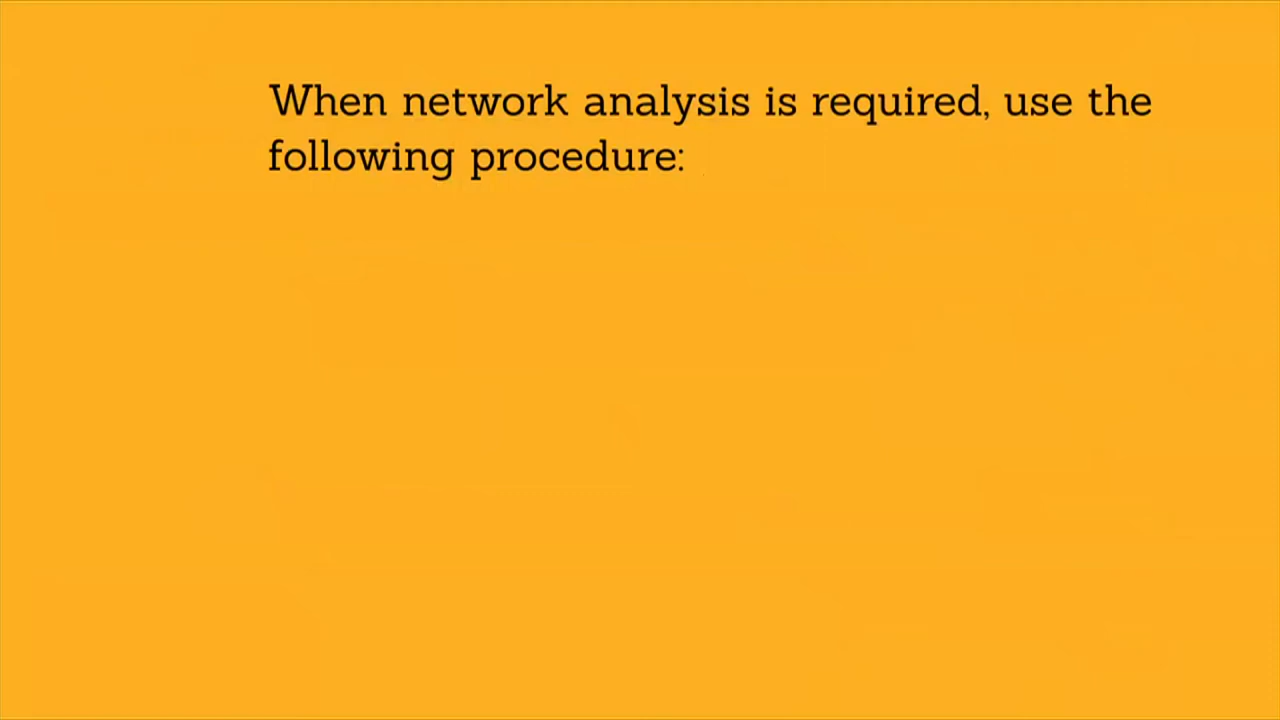 When network analysis is required, use the
following procedure: